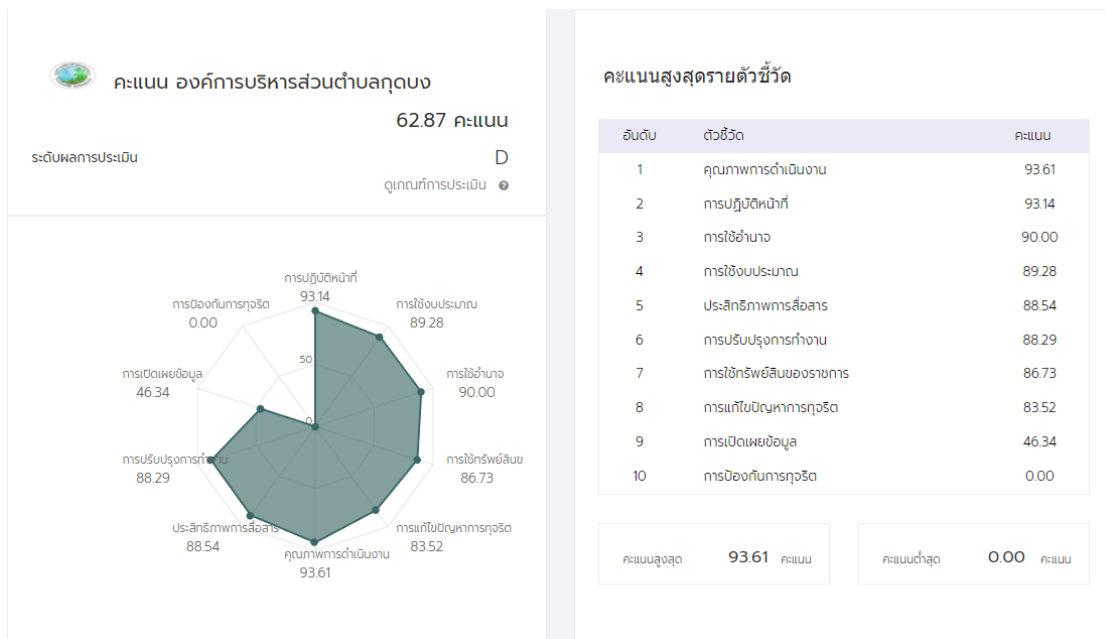 คะแนน องค์การบริหารส่วนตำบลกุดบง
62.87 คะแนน
ระดับผลการประเมิน
D
ดูเกณฑ์การประเมิน
การปฏิบัติหน้าที่
93.14
การใช้งบประมาณ
89.28
การใช้อำนาจ
90.00
การใช้ทรัพย์สินข
86.73
การแก้ไขปัญหาการทุจริต
83.52
คุณภาพการดำเนินงาน
93.61
ประสิทธิภาพการสื่อสาร
88.54
การปรับปรุงการทำงาน
88.29
การเปิดเผยข้อมูล
46.34
การป้องกันการทุจริต
0.00
50
0
คะแนนสูงสุดรายตัวชี้วัด
อันดับ ตัวชี้วัด คะแนน
1 คุณภาพการดำเนินงาน 93.61
2 การปฏิบัติหน้าที่ 93.14
3 การใช้อำนาจ 90.00
4 การใช้งบประมาณ 89.28
5 ประสิทธิภาพการสื่อสาร 88.54
6 การปรับปรุงการทำงาน 88.29
7 การใช้ทรัพย์สินของราชการ 86.73
8 การแก้ไขปัญหาการทุจริต 83.52
9 การเปิดเผยข้อมูล 46.34
10 การป้องกันการทุจริต 0.00
คะแนนสูงสุด 93.61 คะแนน
คะแนนต่ำสุด 0.00 คะแนน